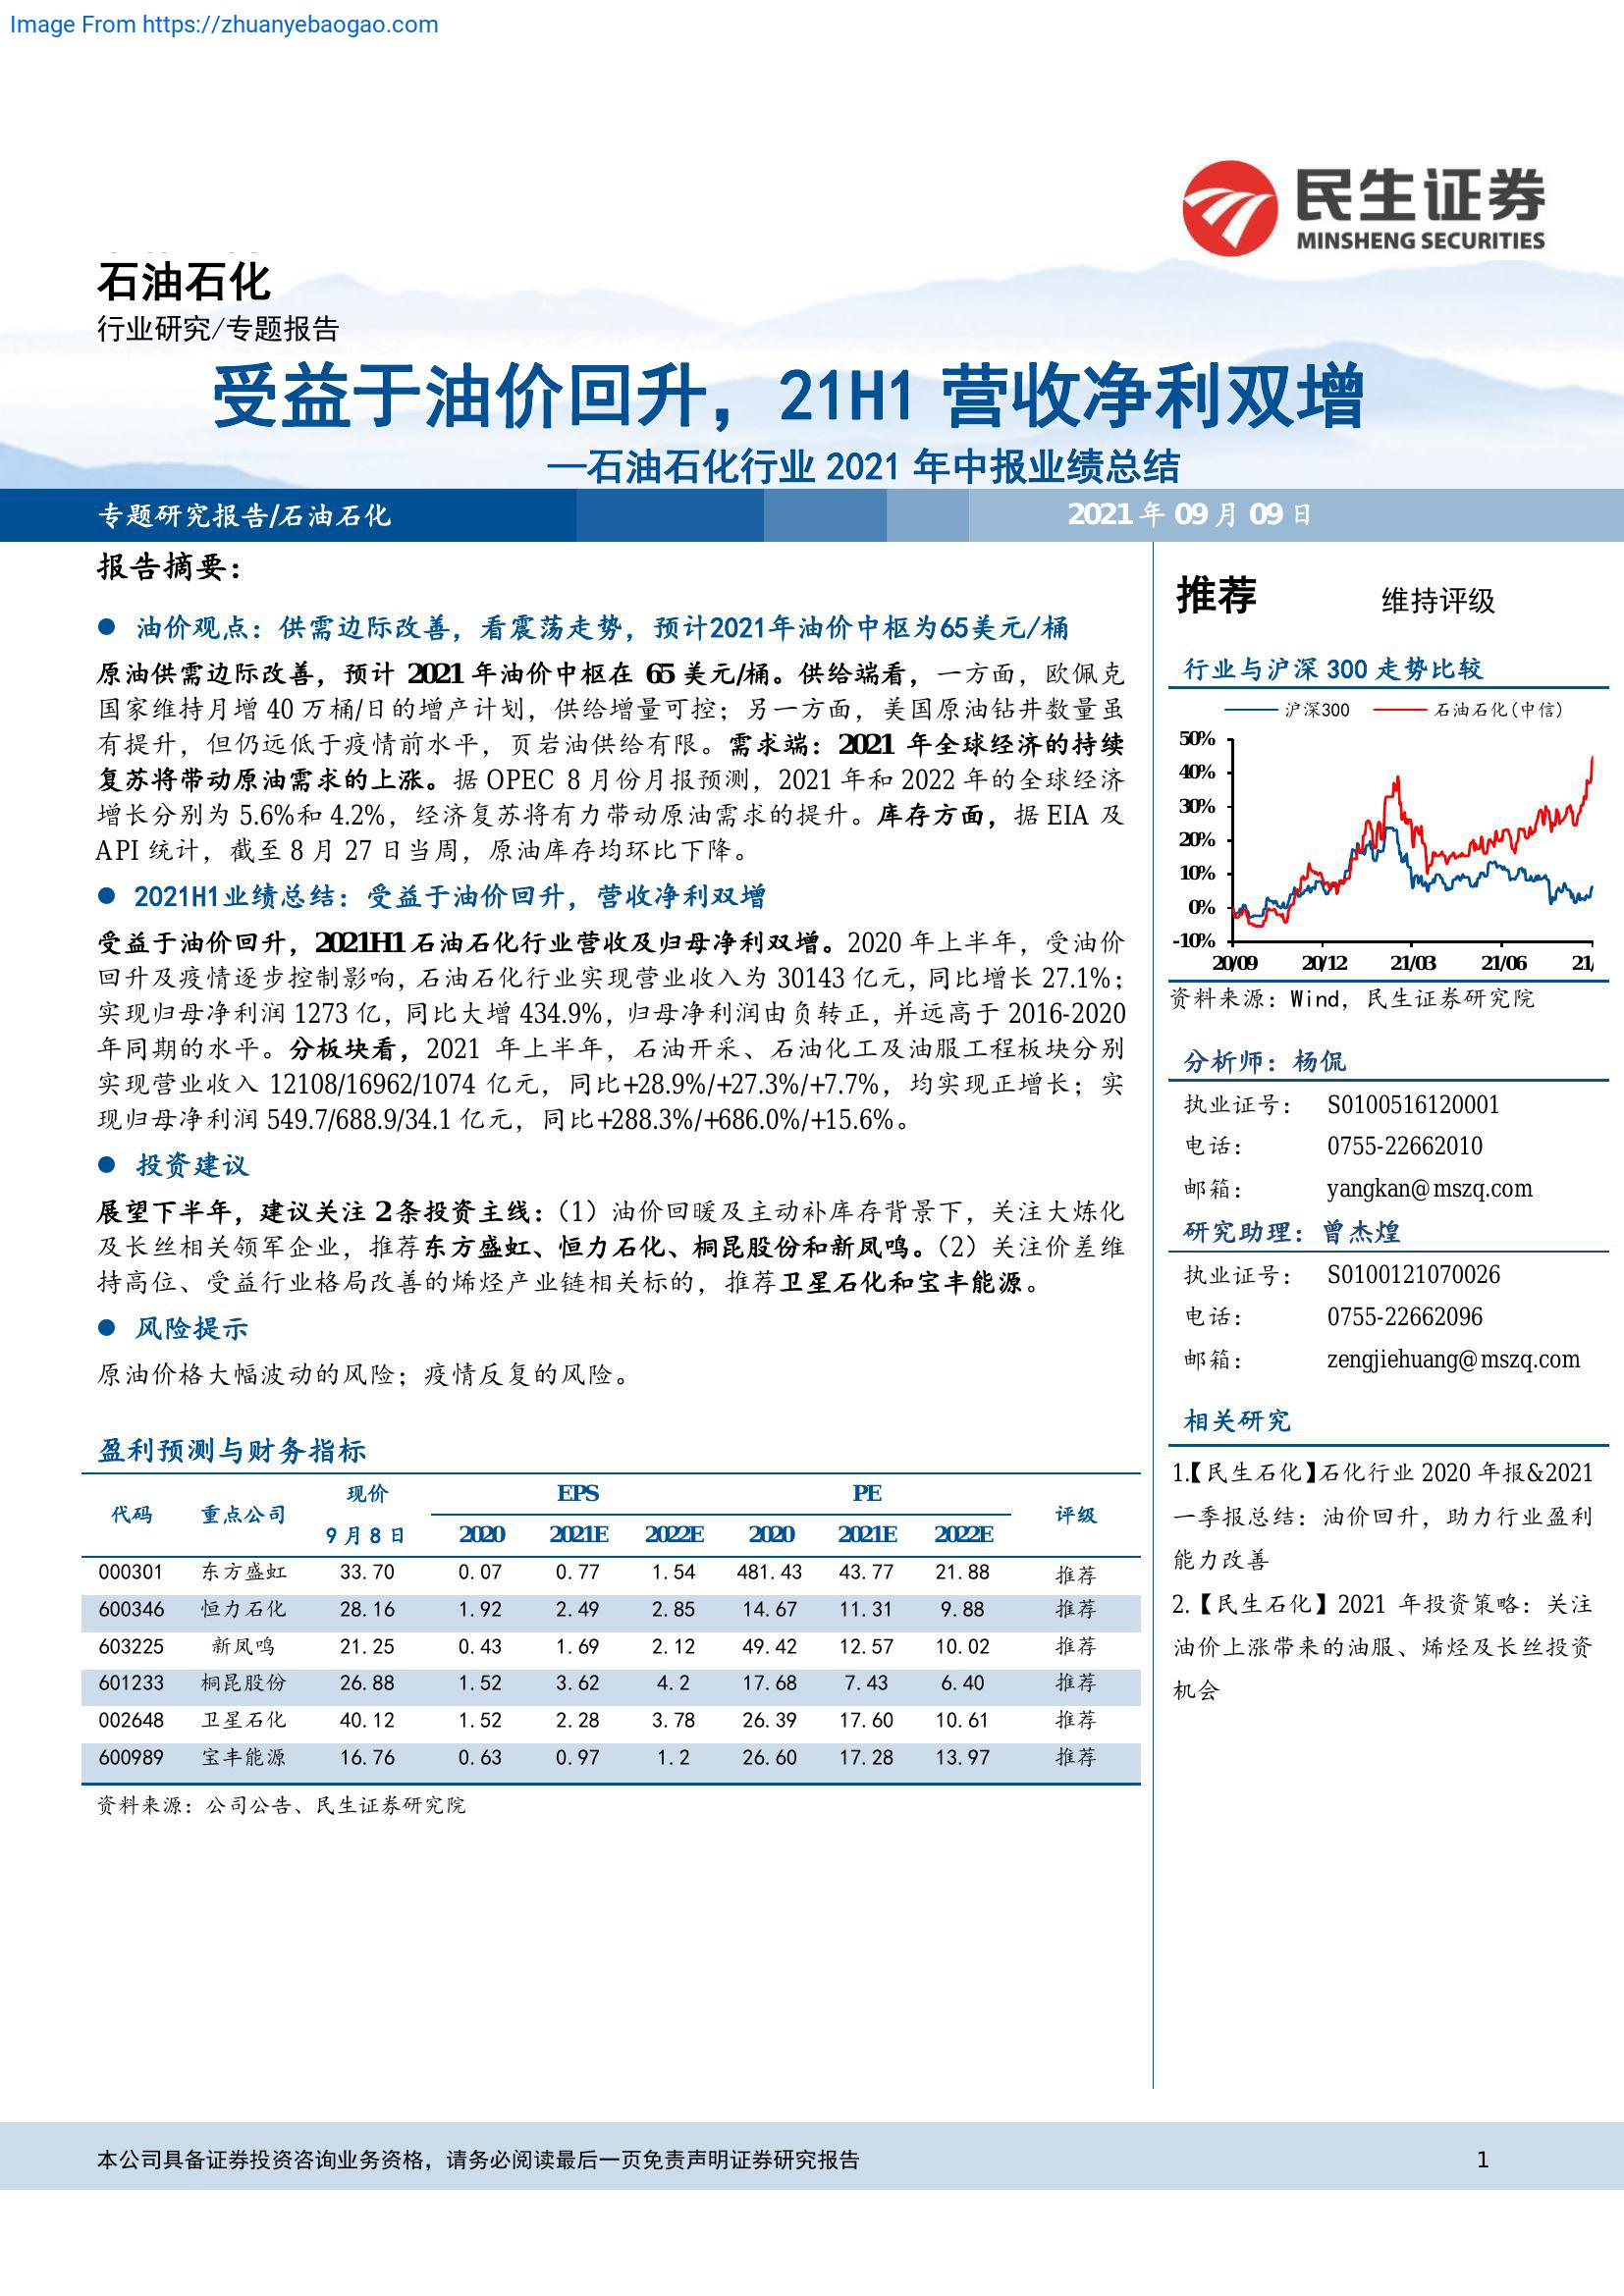 Image From https://zhuanyebaogao.com
民生证券
MINSHENG SECURITIES
石油石化
行业研究/专题报告
受益于油价回升，21H1 营收净利双增
—石油石化行业 2021 年中报业绩总结
专题研究报告/石油石化
2021 年 09 月 09 日
报告摘要：
● 油价观点：供需边际改善，看震荡走势，预计2021年油价中枢为65美元/桶
原油供需边际改善，预计 2021 年油价中枢在 65 美元/桶。供给端看，一方面，欧佩克
国家维持月增 40 万桶/日的增产计划，供给增量可控；另一方面，美国原油钻井数量虽
有提升，但仍远低于疫情前水平，页岩油供给有限。需求端：2021 年全球经济的持续
复苏将带动原油需求的上涨。据 OPEC 8 月份月报预测，2021 年和 2022 年的全球经济
增长分别为 5.6%和 4.2%，经济复苏将有力带动原油需求的提升。库存方面，据 EIA 及
API 统计，截至 8 月 27 日当周，原油库存均环比下降。
● 2021H1业绩总结：受益于油价回升，营收净利双增
受益于油价回升，2021H1 石油石化行业营收及归母净利双增。2020 年上半年，受油价
回升及疫情逐步控制影响，石油石化行业实现营业收入为 30143 亿元，同比增长 27.1%；
实现归母净利润 1273 亿，同比大增 434.9%，归母净利润由负转正，并远高于 2016-2020
年同期的水平。分板块看，2021 年上半年，石油开采、石油化工及油服工程板块分别
实现营业收入 12108/16962/1074 亿元，同比+28.9%/+27.3%/+7.7%，均实现正增长；实
现归母净利润 549.7/688.9/34.1 亿元，同比+288.3%/+686.0%/+15.6%。
● 投资建议
展望下半年，建议关注 2 条投资主线：（1）油价回暖及主动补库存背景下，关注大炼化
及长丝相关领军企业，推荐东方盛虹、恒力石化、桐昆股份和新凤鸣。（2）关注价差维
持高位、受益行业格局改善的烯烃产业链相关标的，推荐卫星石化和宝丰能源。
● 风险提示
原油价格大幅波动的风险；疫情反复的风险。
盈利预测与财务指标
代码 重点公司 现价 EPS PE 评级
9 月 8 日 2020 2021E 2022E 2020 2021E 2022E
000301 东方盛虹 33.70 0.07 0.77 1.54 481.43 43.77 21.88 推荐
600346 恒力石化 28.16 1.92 2.49 2.85 14.67 11.31 9.88 推荐
603225 新凤鸣 21.25 0.43 1.69 2.12 49.42 12.57 10.02 推荐
601233 桐昆股份 26.88 1.52 3.62 4.2 17.68 7.43 6.40 推荐
002648 卫星石化 40.12 1.52 2.28 3.78 26.39 17.60 10.61 推荐
600989 宝丰能源 16.76 0.63 0.97 1.2 26.60 17.28 13.97 推荐
资料来源：公司公告、民生证券研究院
推荐 维持评级
行业与沪深 300 走势比较
沪深300 石油石化(中信)
50%
40%
30%
20%
10%
0%
-10%
20/09 20/12 21/03 21/06 21/
资料来源：Wind，民生证券研究院
分析师：杨侃
执业证号： S0100516120001
电话： 0755-22662010
邮箱： yangkan@mszq.com
研究助理：曾杰煌
执业证号： S0100121070026
电话： 0755-22662096
邮箱： zengjiehuang@mszq.com
相关研究
1.【民生石化】石化行业 2020 年报&2021
一季报总结：油价回升，助力行业盈利
能力改善
2.【民生石化】2021 年投资策略：关注
油价上涨带来的油服、烯烃及长丝投资
机会
本公司具备证券投资咨询业务资格，请务必阅读最后一页免责声明证券研究报告
1